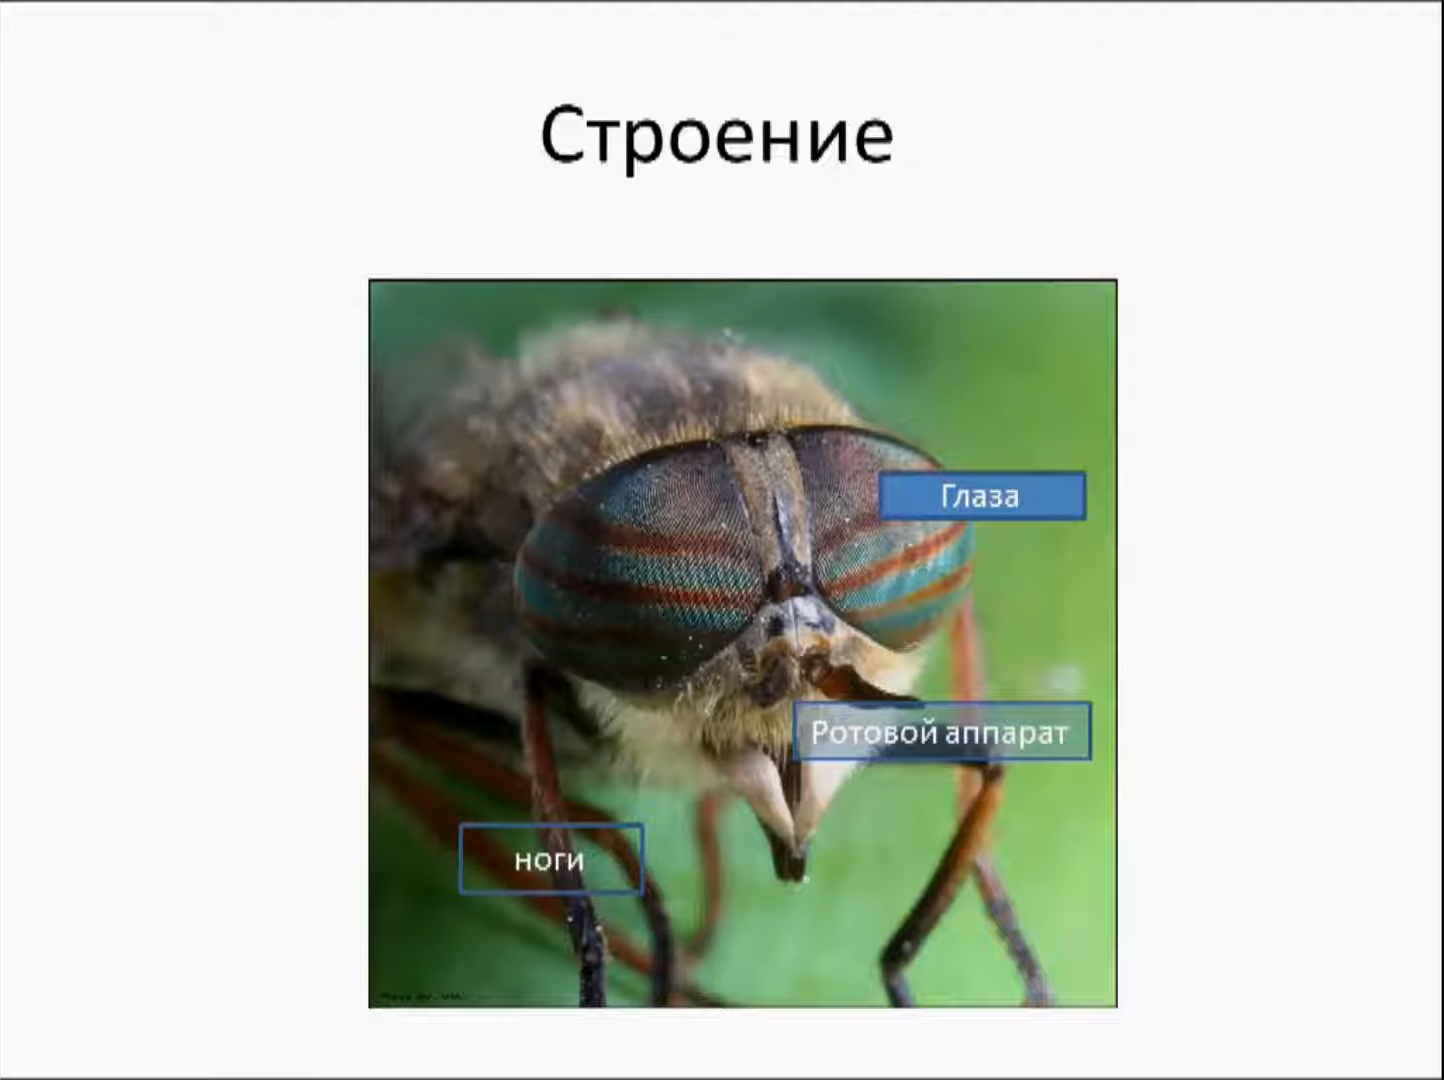 Строение
Глаза
Ротовой аппарат
ноги